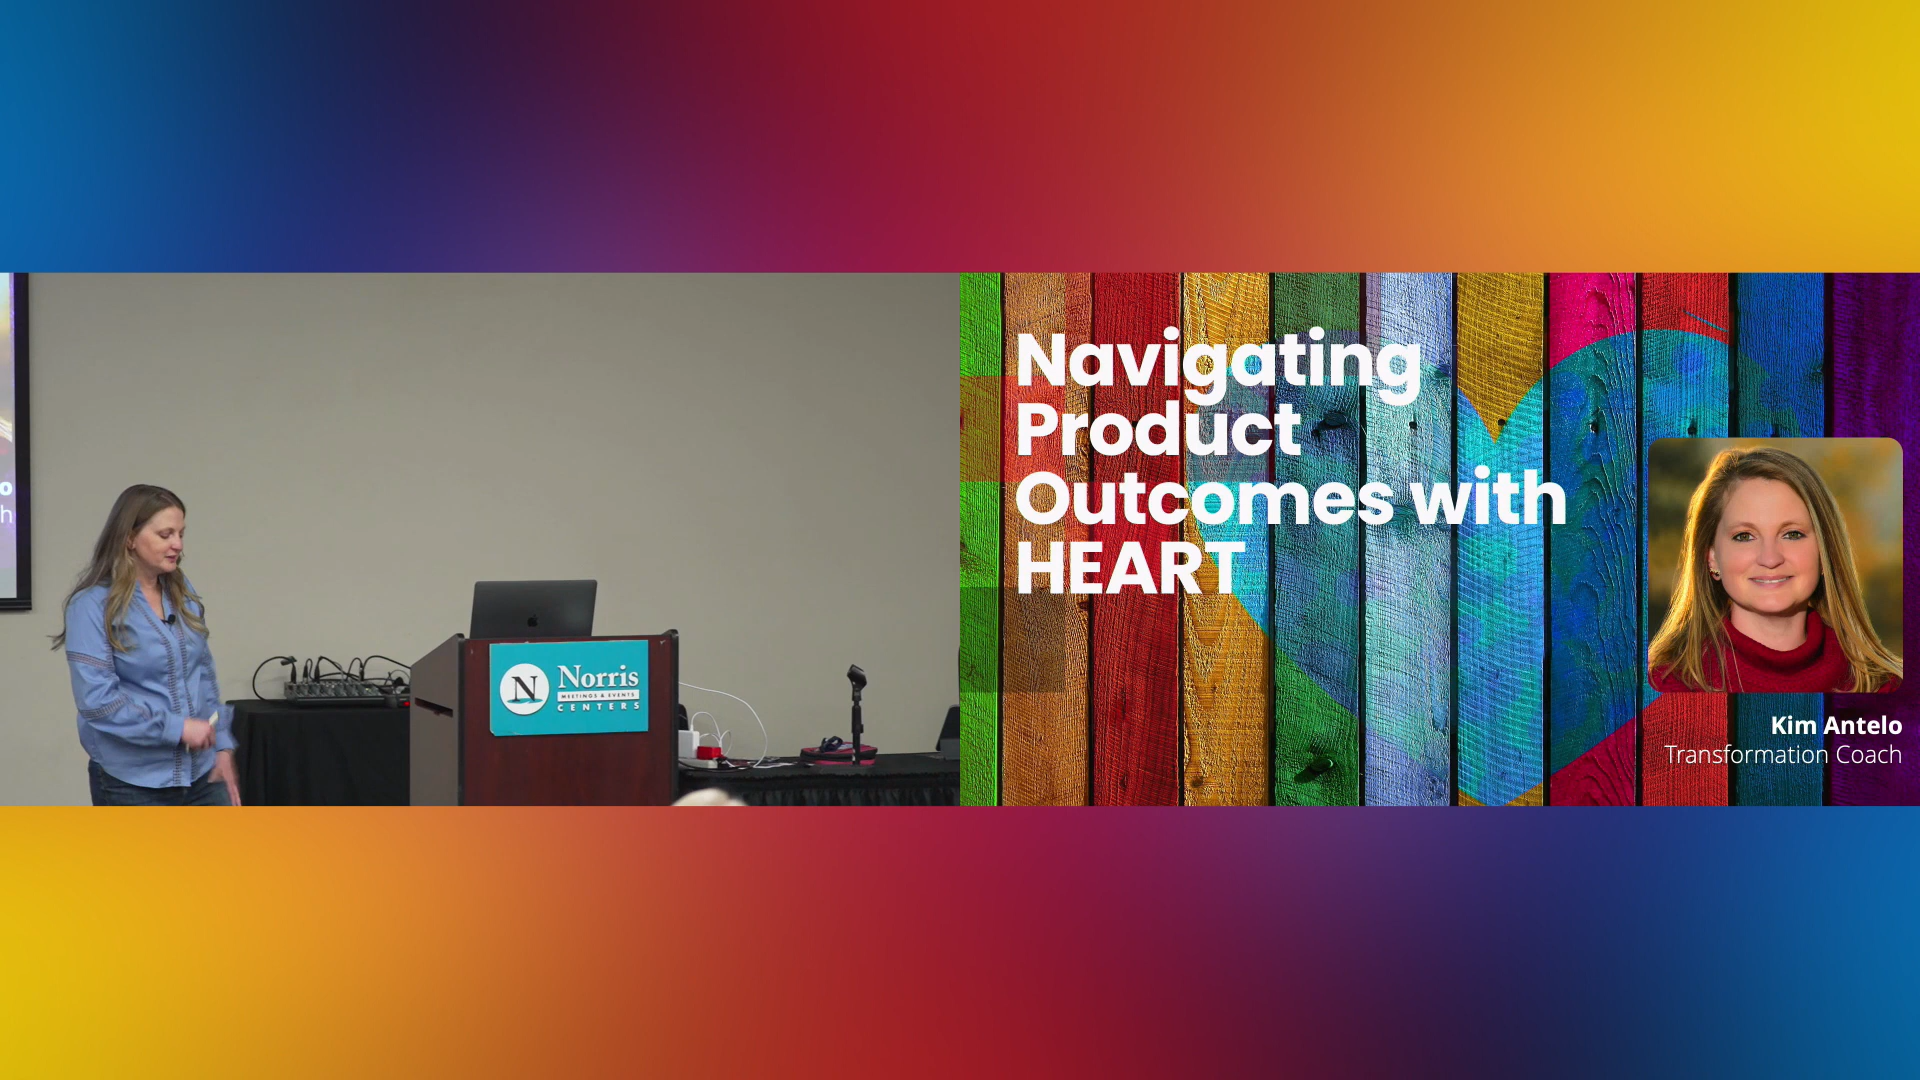 o
h
N
Norris
MEETINGS & EVENTS
CENTERS
Navigating
Product
Outcomes with
HEART
Kim Antelo
Transformation Coach